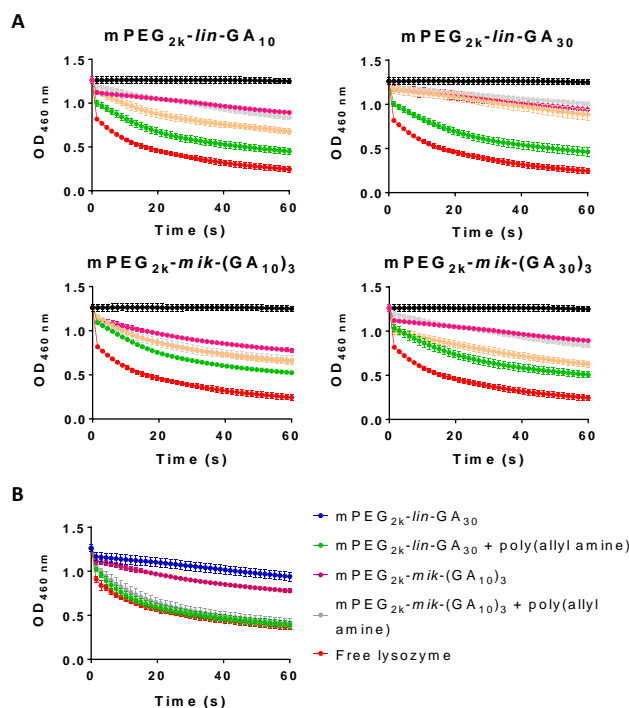 A
mPEG2k-lin-GA10
mPEG2k-lin-GA30
1.5
1.0
0.5
0.0
OD460 nm
0 20 40 60
Time (s)
1.5
1.0
0.5
0.0
OD460 nm
0 20 40 60
Time (s)
mPEG2k-mik-(GA10)3
mPEG2k-mik-(GA30)3
1.5
1.0
0.5
0.0
OD460 nm
0 20 40 60
Time (s)
1.5
1.0
0.5
0.0
OD460 nm
0 20 40 60
Time (s)
B
1.5
1.0
0.5
0.0
OD460 nm
0 20 40 60
Time (s)
mPEG2k-lin-GA30
mPEG2k-lin-GA30 + poly(allyl amine)
mPEG2k-mik-(GA10)3
mPEG2k-mik-(GA10)3 + poly(allyl
amine)
Free lysozyme